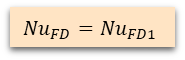 Nu_{FD} = Nu_{FD1}